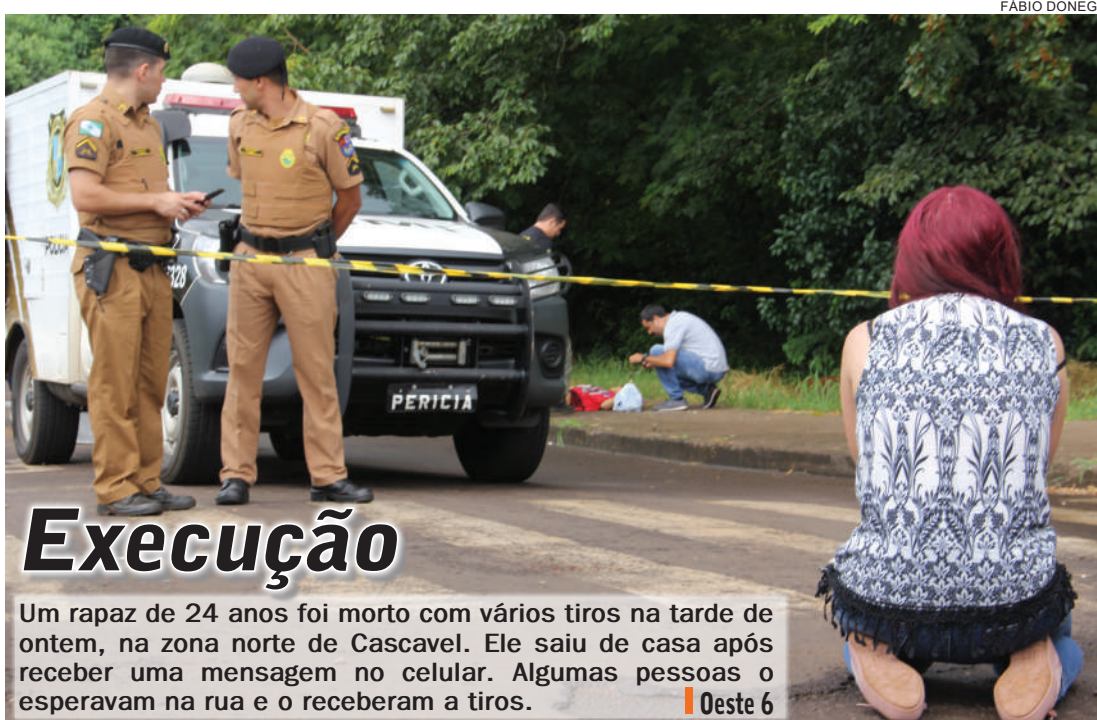 FÁBIO DONEG
328
PERICIA
Execução
Um rapaz de 24 anos foi morto com vários tiros na tarde de
ontem, na zona norte de Cascavel. Ele saiu de casa após
receber uma mensagem no celular. Algumas pessoas o
esperavam na rua e o receberam a tiros.
Oeste 6